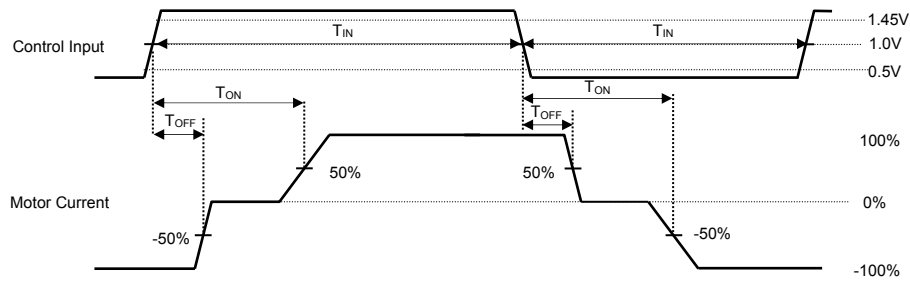 1.45V
Control Input
TIN
TIN
1.0V
0.5V
TON
TON
TOFF
TOFF
100%
50%
50%
Motor Current
0%
-50%
-50%
-100%